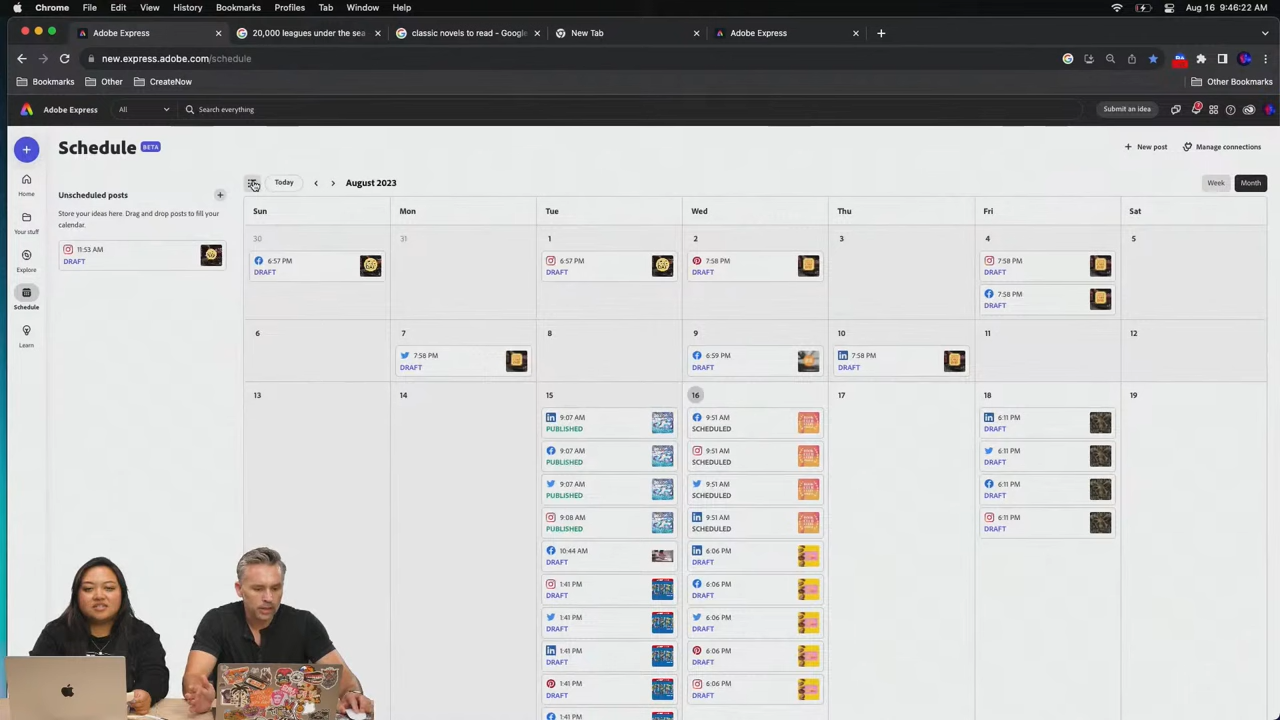 Chrome File Edit View History Bookmarks Profiles Tab Window Help Aug 16 9:46:22 AM
Adobe Express 20,000 leagues under the sea classic novels to read - Google New Tab Adobe Express
new.express.adobe.com/schedule
Bookmarks Other CreateNow Other Bookmarks
Adobe Express All Search everything Submit an idea
Schedule BETA New post Manage connections
Home
Your stuff
Explore
Schedule
Learn
Unscheduled posts
Store your ideas here. Drag and drop posts to fill your
calendar.
11:53 AM
DRAFT
Today August 2023 Week Month
Sun Mon Tue Wed Thu Fri Sat
30 31 1 2 3 4 5
6:57 PM 6:57 PM 7:58 PM 7:58 PM
DRAFT DRAFT DRAFT DRAFT
7:58 PM
DRAFT
6 7 8 9 10 11 12
7:58 PM 6:59 PM 7:58 PM
DRAFT DRAFT DRAFT
13 14 15 16 17 18 19
9:07 AM 9:51 AM 6:11 PM
PUBLISHED SCHEDULED DRAFT
9:07 AM 9:51 AM 6:11 PM
PUBLISHED SCHEDULED DRAFT
9:07 AM 9:51 AM 6:11 PM
PUBLISHED SCHEDULED DRAFT
9:08 AM 9:51 AM 6:11 PM
PUBLISHED SCHEDULED DRAFT
10:44 AM 6:06 PM
DRAFT DRAFT
1:41 PM 6:06 PM
DRAFT DRAFT
1:41 PM 6:06 PM
DRAFT DRAFT
1:41 PM 6:06 PM
DRAFT DRAFT
1:41 PM 6:06 PM
DRAFT DRAFT
1:41 PM